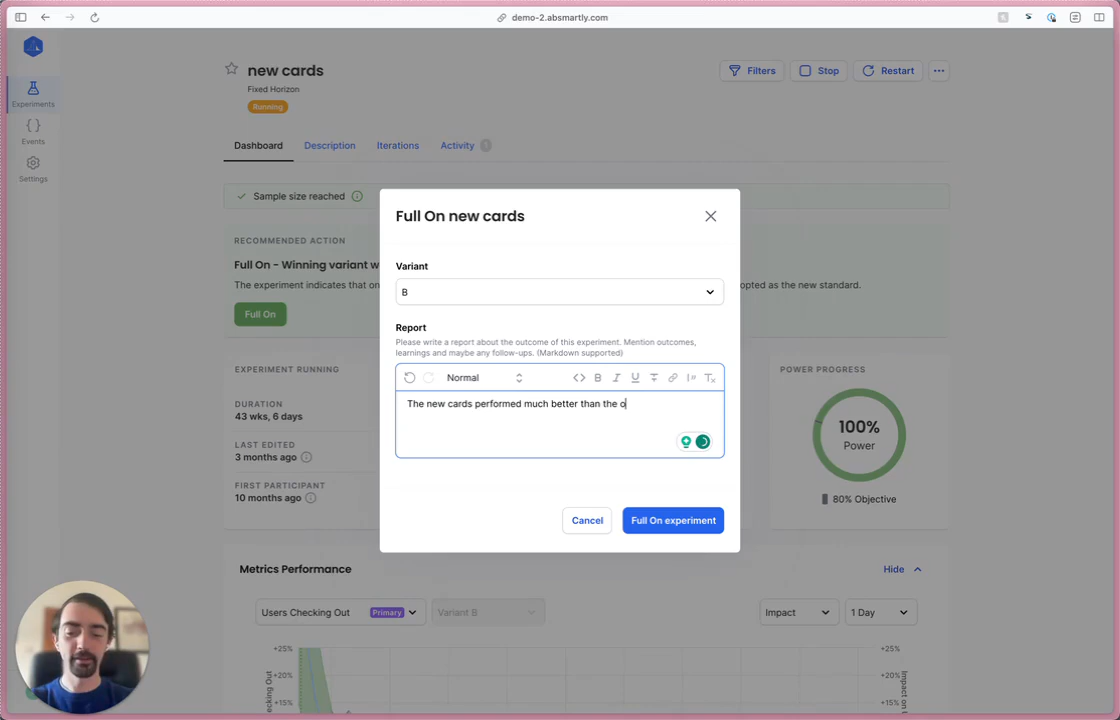 demo-2.absmartly.com
new cards
Fixed Horizon
Running
Filters
Stop
Restart
Experiments
Events
Settings
Dashboard
Description
Iterations
Activity 1
Sample size reached
RECOMMENDED ACTION
Full On - Winning variant w
The experiment indicates that on
opted as the new standard.
Full On
Full On new cards
Variant
B
Report
Please write a report about the outcome of this experiment. Mention outcomes,
learnings and maybe any follow-ups. (Markdown supported)
Normal
The new cards performed much better than the o
Cancel
Full On experiment
EXPERIMENT RUNNING
DURATION
43 wks, 6 days
LAST EDITED
3 months ago
FIRST PARTICIPANT
10 months ago
POWER PROGRESS
100%
Power
80% Objective
Metrics Performance
Hide
Users Checking Out Primary
Variant B
Impact
1 Day
+25%
+20%
+15%
+25%
+20%
+15%